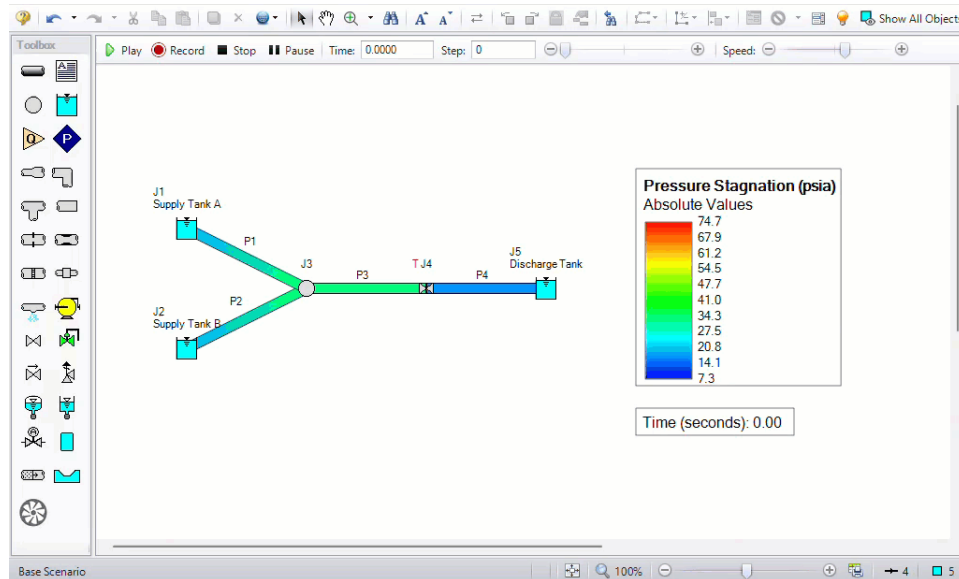 Show All Objects
Toolbox
Play Record Stop Pause Time: 0.0000 Step: 0 Speed:
A
Q P
J1
Supply Tank A
P1
J3
P3
T J4
P4
J5
Discharge Tank
P2
J2
Supply Tank B
Pressure Stagnation (psia)
Absolute Values
74.7
67.9
61.2
54.5
47.7
41.0
34.3
27.5
20.8
14.1
7.3
Time (seconds): 0.00
Base Scenario
100%
4
5